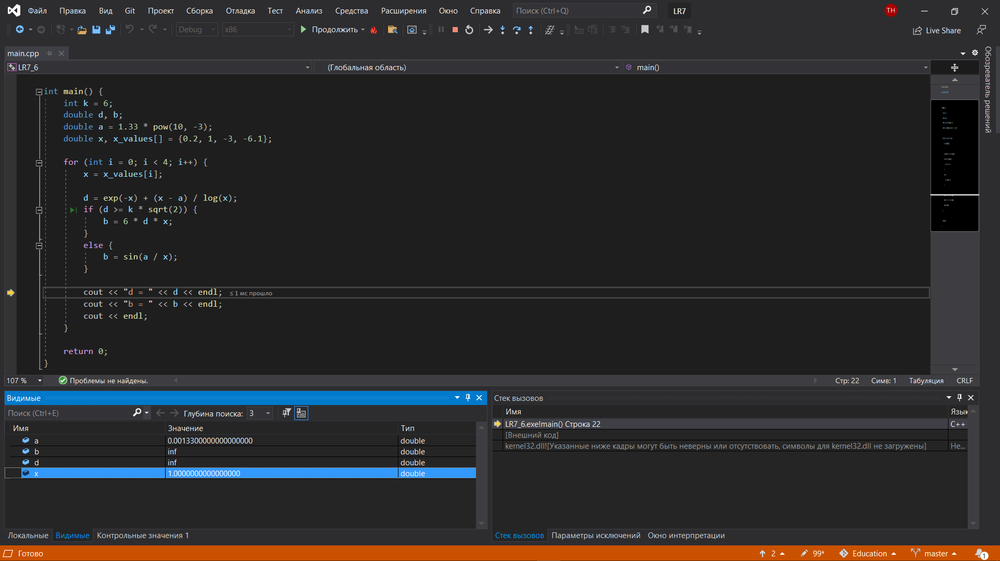 Файл Правка Вид Git Проект Сборка Отладка Тест Анализ Средства Расширения Окно Справка Поиск (Ctrl+Q) LR7 TH
Debug x86 Продолжить Live Share
main.cpp
LR7_6 (Глобальная область) main()
Обозреватель решений
int main() {
int k = 6;
double d, b;
double a = 1.33 * pow(10, -3);
double x, x_values[] = {0.2, 1, -3, -6.1};
for (int i = 0; i < 4; i++) {
x = x_values[i];
d = exp(-x) + (x - a) / log(x);
if (d >= k * sqrt(2)) {
b = 6 * d * x;
}
else {
b = sin(a / x);
}
cout << "d = " << d << endl; ≤ 1 мс прошло
cout << "b = " << b << endl;
cout << endl;
}
return 0;
}
107 % Проблемы не найдены. Стр: 22 Симв: 1 Табуляция CRLF
Видимые
Поиск (Ctrl+E) Глубина поиска: 3
Имя Значение Тип
a 0.0013300000000000000 double
b inf double
d inf double
x 1.0000000000000000 double
Локальные Видимые Контрольные значения 1
Стек вызовов
Имя Язык
LR7_6.exe!main() Строка 22 C++
[Внешний код]
kernel32.dll![Указанные ниже кадры могут быть неверны или отсутствовать, символы для kernel32.dll не загружены] Не...
Стек вызовов Параметры исключений Окно интерпретации
Готово 2 99* Education master 1